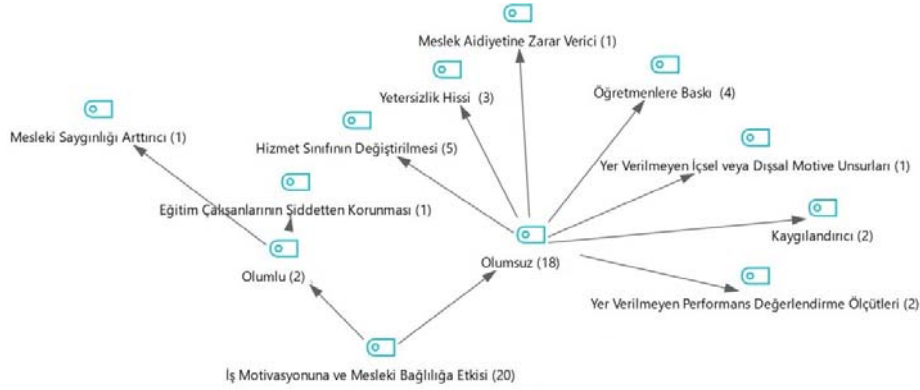 Meslek Aidiyetine Zarar Verici (1)
Yetersizlik Hissi (3)
Öğretmenlere Baskı (4)
Mesleki Saygınlığı Arttırıcı (1)
Hizmet Sınıfının Değiştirilmesi (5)
Yer Verilmeyen İçsel veya Dışsal Motive Unsurları (1)
Eğitim Çalışanlarının Şiddetten Korunması (1)
Kaygılandırıcı (2)
Olumlu (2)
Olumsuz (18)
Yer Verilmeyen Performans Değerlendirme Ölçütleri (2)
İş Motivasyonuna ve Mesleki Bağlılığa Etkisi (20)